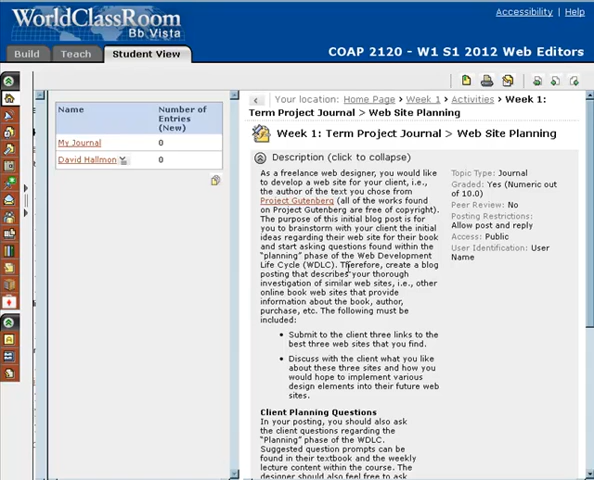 WorldClassRoom
Bb Vista
Accessibility | Help
Build
Teach
Student View
COAP 2120 - W1 S1 2012 Web Editors
Name
Number of Entries (New)
My Journal 0
David Hallmon 0
Your location: Home Page > Week 1 > Activities > Week 1:
Term Project Journal > Web Site Planning
Week 1: Term Project Journal > Web Site Planning
Description (click to collapse)
As a freelance web designer, you would like
to develop a web site for your client, i.e.,
the author of the text you chose from
Project Gutenberg (all of the works found
on Project Gutenberg are free of copyright).
The purpose of this initial blog post is for
you to brainstorm with your client the initial
ideas regarding their web site for their book
and start asking questions found within the
"planning" phase of the Web Development
Life Cycle (WDLC). Therefore, create a blog
posting that describes your thorough
investigation of similar web sites, i.e., other
online book web sites that provide
information about the book, author,
purchase, etc. The following must be
included:
• Submit to the client three links to the
best three web sites that you find.
• Discuss with the client what you like
about these three sites and how you
would hope to implement various
design elements into their future web
sites.
Client Planning Questions
In your posting, you should also ask
the client questions regarding the
"Planning" phase of the WDLC.
Suggested question prompts can be
found in their textbook and the weekly
lecture content within the course. The
designer should also feel free to ask
Topic Type: Journal
Graded: Yes (Numeric out
of 10.0)
Peer Review: No
Posting Restrictions:
Allow post and reply
Access: Public
User Identification: User
Name